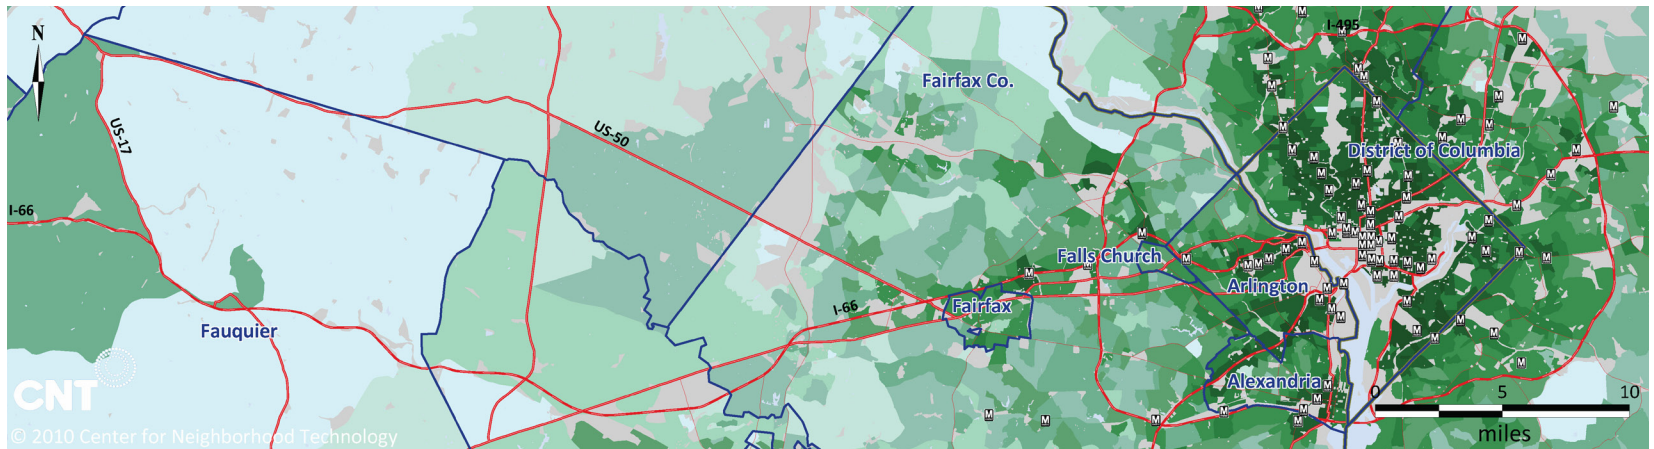 N
I-495
Fairfax Co.
US-17
US-50
District of Columbia
I-66
Falls Church
Arlington
I-66
Fairfax
Fauquier
Alexandria
CNT
0 5 10
miles
© 2010 Center for Neighborhood Technology